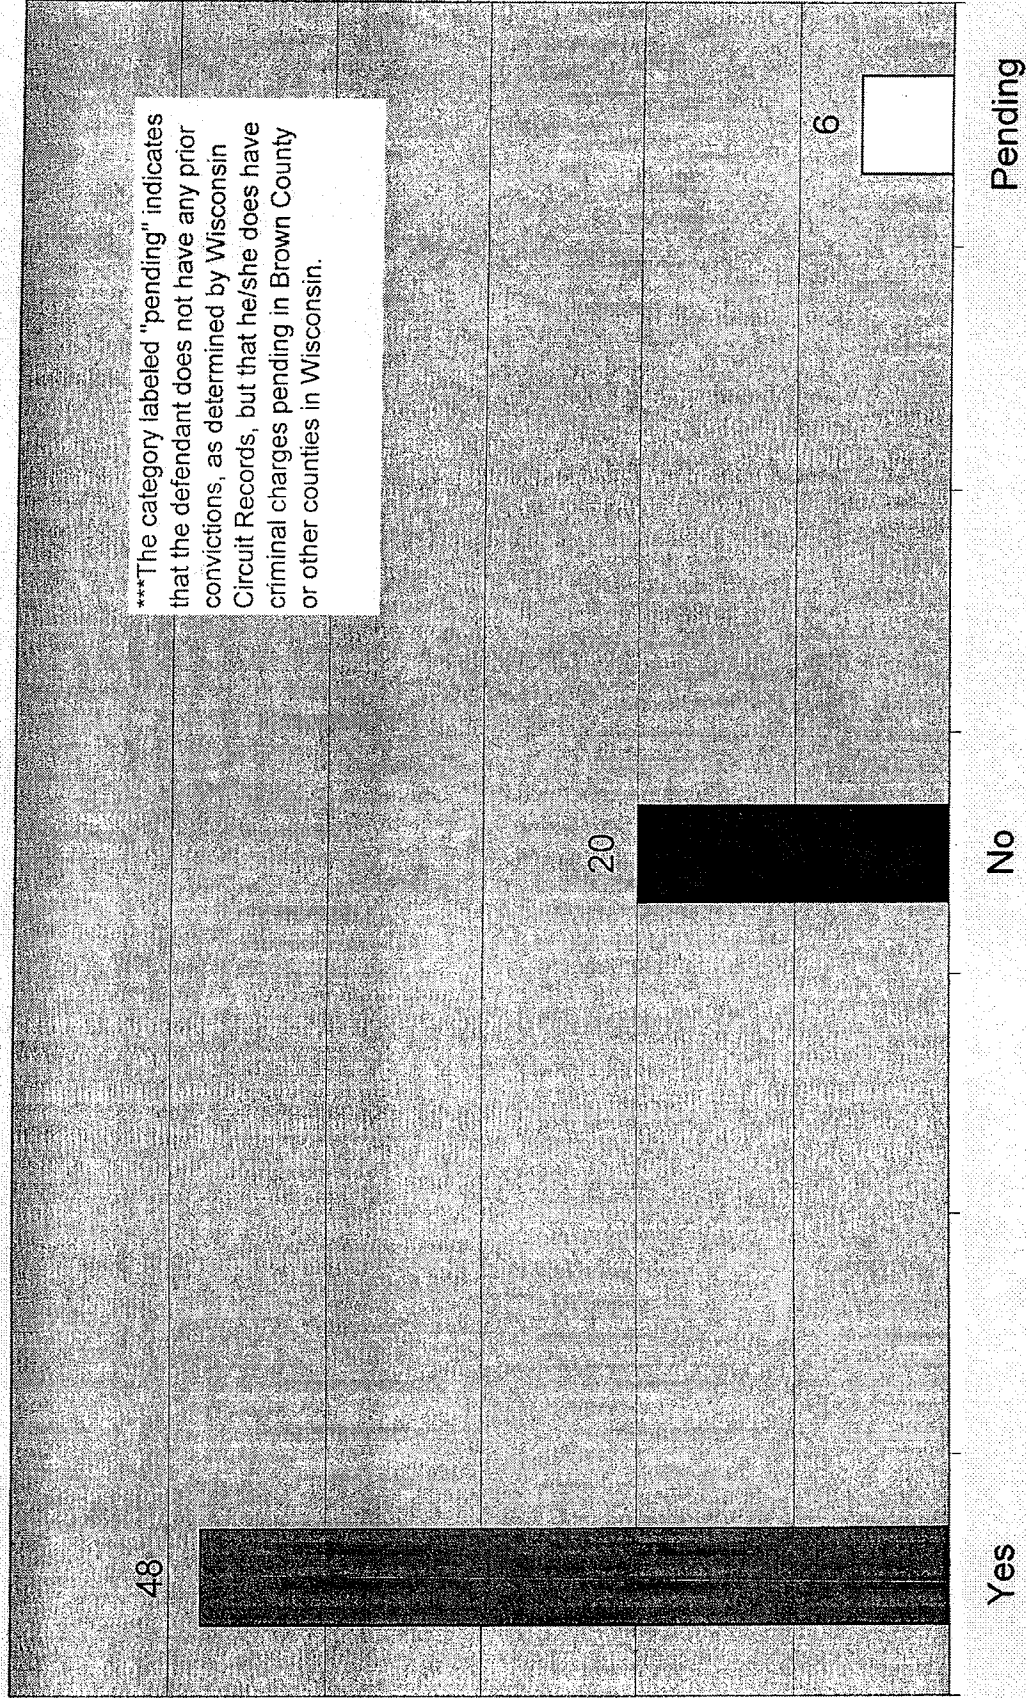 ***The category labeled "pending" indicates
that the defendant does not have any prior
convictions, as determined by Wisconsin
Circuit Records, but that he/she does have
criminal charges pending in Brown County
or other counties in Wisconsin.
48
20
6
Yes
No
Pending